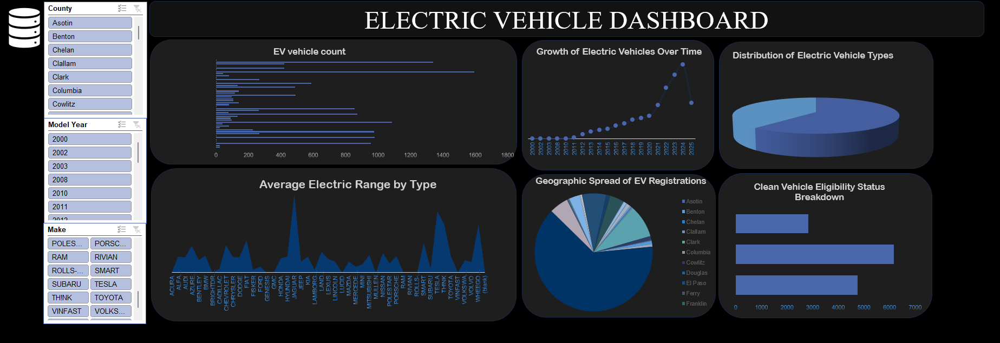 County
Asotin
Benton
Chelan
Clallam
Clark
Columbia
Cowlitz
Model Year
2000
2002
2003
2008
2010
2011
2012
Make
POLES... PORSC...
RAM RIVIAN
ROLLS-... SMART
SUBARU TESLA
TH!NK TOYOTA
VINFAST VOLKS...
ELECTRIC VEHICLE DASHBOARD
EV vehicle count
0 200 400 600 800 1000 1200 1400 1600 1800
Growth of Electric Vehicles Over Time
2000 2002 2003 2008 2010 2011 2012 2013 2014 2015 2016 2017 2018 2019 2020 2021 2022 2023 2024 2025
Distribution of Electric Vehicle Types
Average Electric Range by Type
ACURA ALFA... AUDI AZURE... BENTLEY BMW BRIGHTDR... CADILLAC CHEVROLET CHRYSLER DODGE FIAT FISKER FORD GENESIS GMC HONDA HYUNDAI JAGUAR JEEP KIA LAMBORG... LAND... LEXUS LINCOLN LUCID MAZDA MERCEDE... MINI MITSUBISHI MULLEN... NISSAN POLESTAR PORSCHE RAM RIVIAN ROLLS-... SMART SUBARU TESLA TH!NK TOYOTA VINFAST VOLKSWA... VOLVO WHEEGO... (blank)
Geographic Spread of EV Registrations
Asotin
Benton
Chelan
Clallam
Clark
Columbia
Cowlitz
Douglas
El Paso
Ferry
Franklin
Clean Vehicle Eligibility Status
Breakdown
0 1000 2000 3000 4000 5000 6000 7000